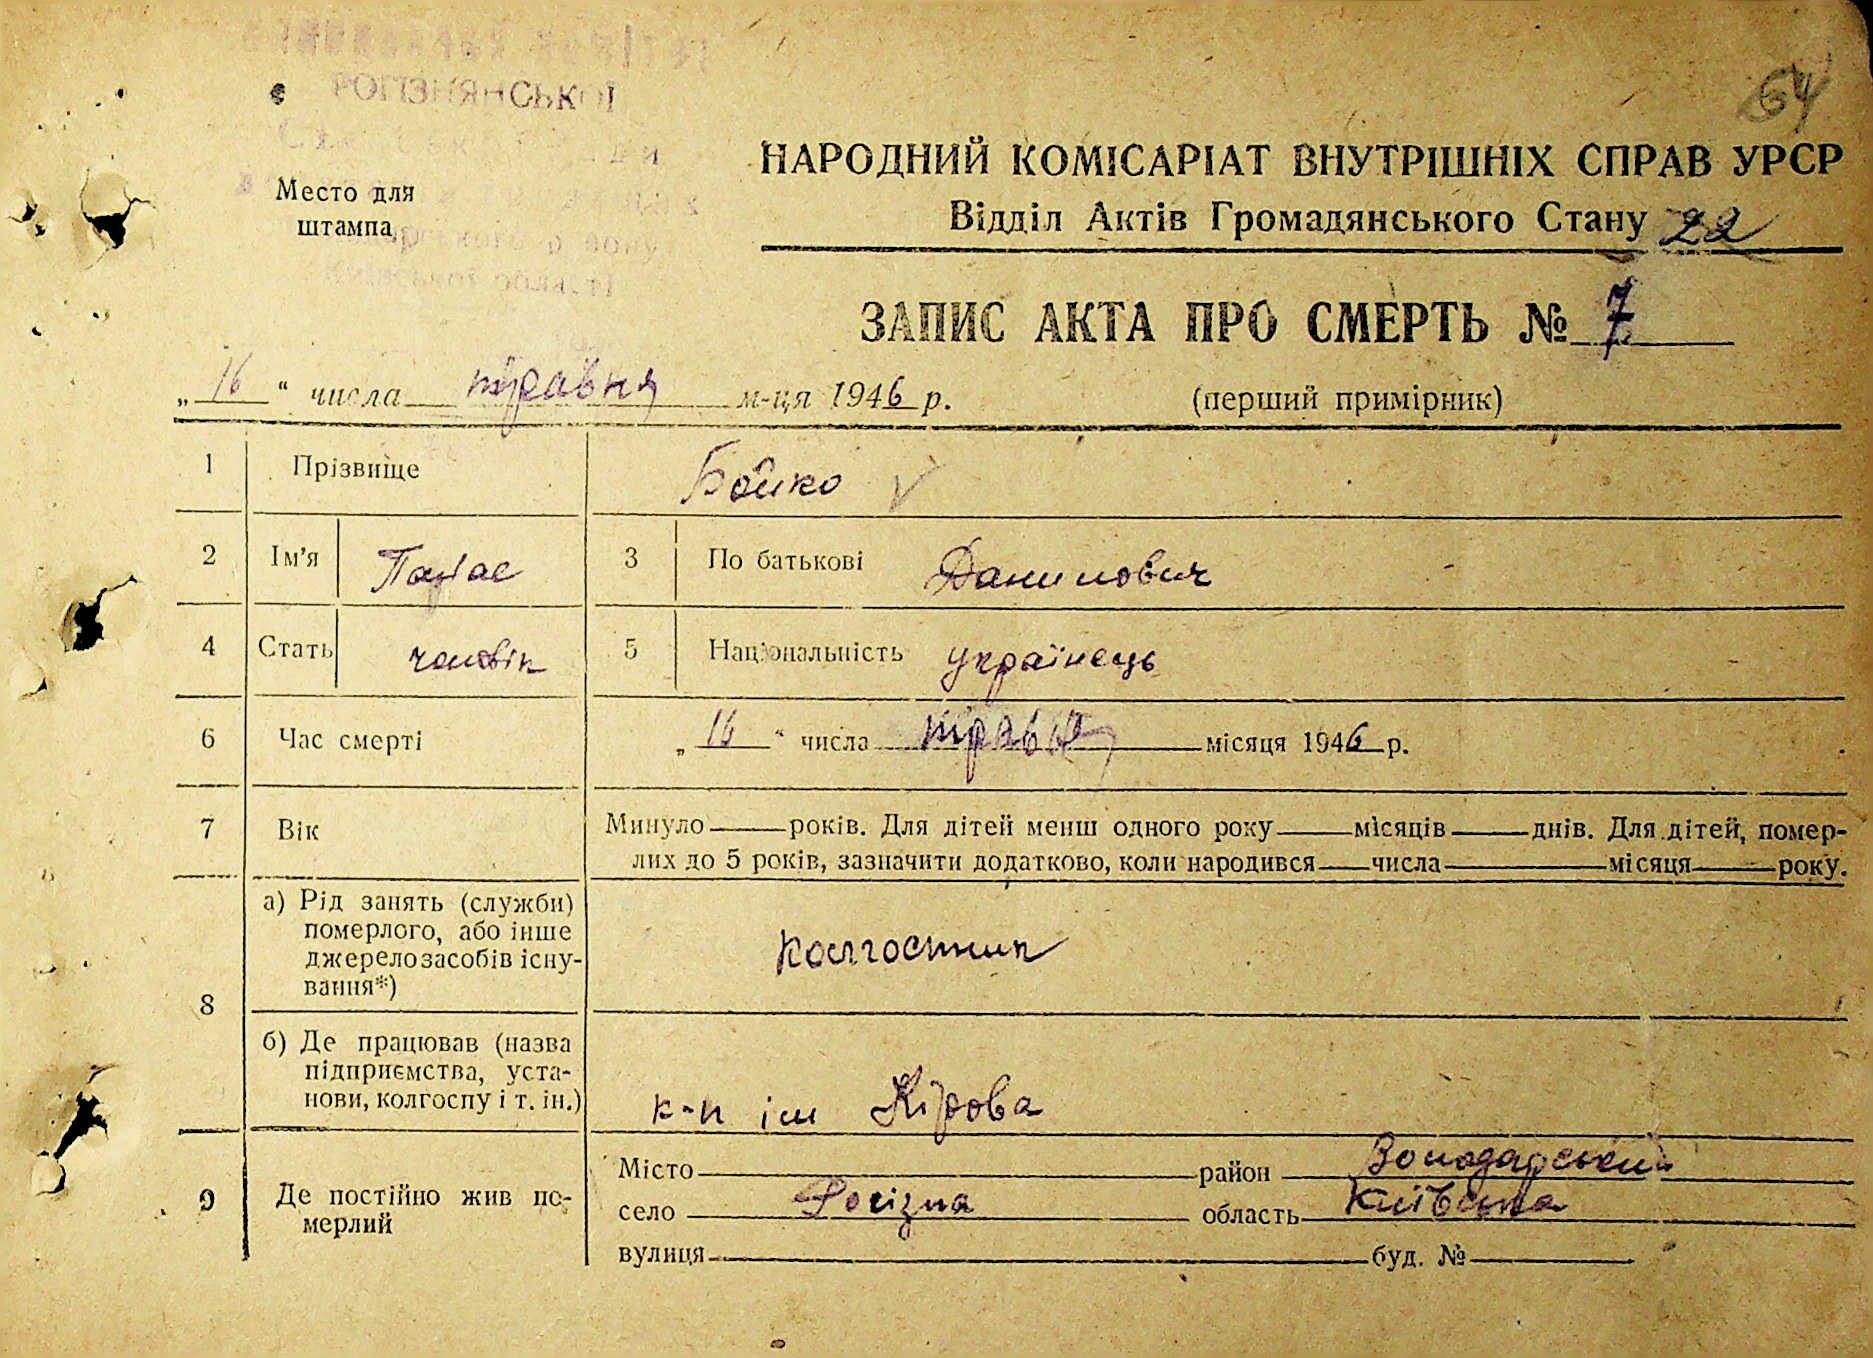 64
РОГІЗНЯНСЬКОЇ
Место для
штампа
НАРОДНИЙ КОМІСАРІАТ ВНУТРІШНІХ СПРАВ УРСР
Відділ Актів Громадянського Стану 22
ЗАПИС АКТА ПРО СМЕРТЬ № 7
„16“ числа травня м-ця 1946 р. (перший примірник)
1 Прізвище Бойко
2 Ім'я Панас 3 По батькові Данилович
4 Стать чоловік 5 Національність українець
6 Час смерті „16“ числа травня місяця 1946 р.
7 Вік Минуло — років. Для дітей менш одного року — місяців — днів. Для дітей, помер-
лих до 5 років, зазначити додатково, коли народився — числа — місяця — року.
8 а) Рід занять (служби)
померлого, або інше
джерело засобів існу-
вання*)
колгоспник
б) Де працював (назва
підприємства, уста-
нови, колгоспу і т. ін.)
к-п ім Кірова
9 Де постійно жив по-
мерлий
Місто район Володарський
село Рогізна область Київська
вулиця буд. №